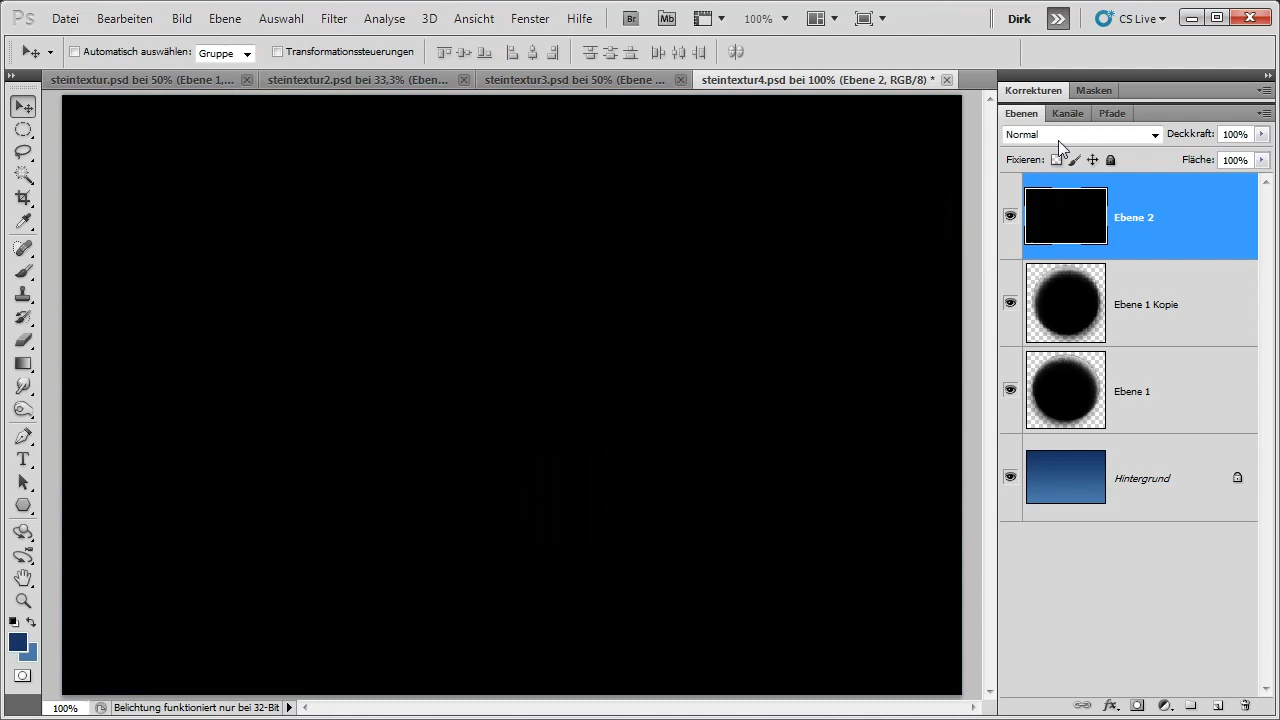 Ps Datei Bearbeiten Bild Ebene Auswahl Filter Analyse 3D Ansicht Fenster Hilfe Br Mb 100% Dirk CS Live
Automatisch auswählen: Gruppe Transformationssteuerungen
steintextur.psd bei 50% (Ebene 1,... steintextur2.psd bei 33,3% (Eben... steintextur3.psd bei 50% (Ebene ... steintextur4.psd bei 100% (Ebene 2, RGB/8) *
Korrekturen Masken
Ebenen Kanäle Pfade
Normal Deckkraft: 100%
Fixieren: Fläche: 100%
Ebene 2
Ebene 1 Kopie
Ebene 1
Hintergrund
100% Belichtung funktioniert nur bei 32-Bit